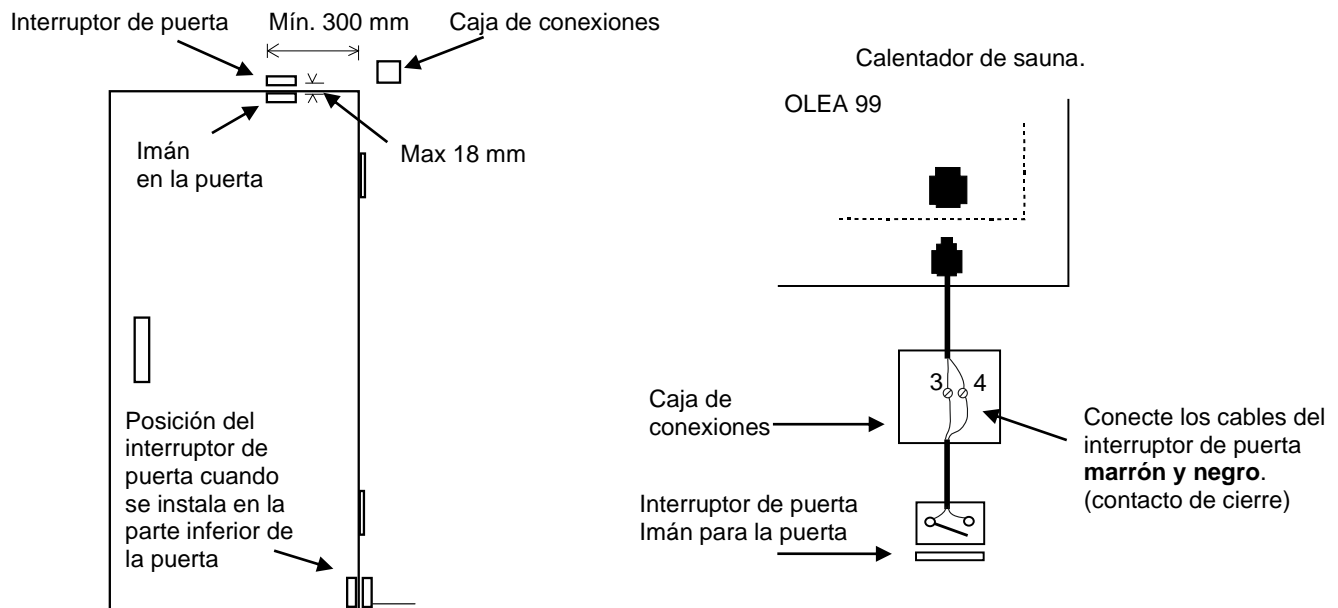 Interruptor de puerta
Mín. 300 mm
Caja de conexiones
Imán
en la puerta
Max 18 mm
Posición del
interruptor de
puerta cuando
se instala en la
parte inferior de
la puerta
Calentador de sauna.
OLEA 99
3 4
Caja de
conexiones
Conecte los cables del
interruptor de puerta
marrón y negro.
(contacto de cierre)
Interruptor de puerta
Imán para la puerta